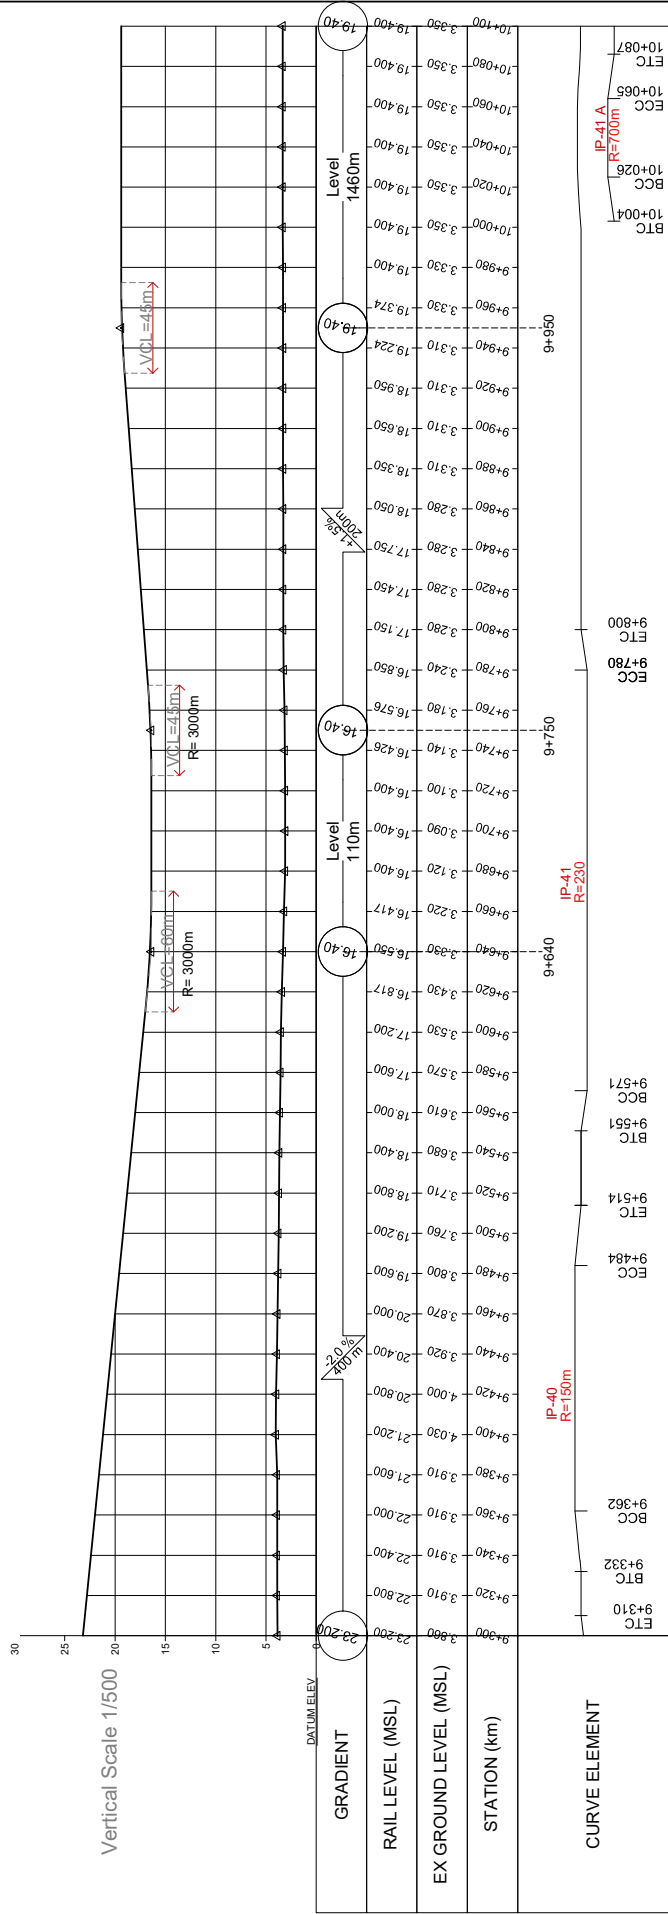 30
25
20
15
10
5
0
Vertical Scale 1/500
DATUM ELEV
VCL=60m
R= 3000m
VCL=45m
R= 3000m
VCL=45m
GRADIENT
23.200
-2.0 %
400 m
16.40
Level
110m
16.40
+1.5%
200m
19.40
Level
1460m
19.40
RAIL LEVEL (MSL)
23.200 22.800 22.400 22.000 21.600 21.200 20.800 20.400 20.000 19.600 19.200 18.800 18.400 18.000 17.600 17.200 16.817 16.550 16.417 16.400 16.400 16.400 16.426 16.576 16.850 17.150 17.450 17.750 18.050 18.350 18.650 18.950 19.224 19.374 19.400 19.400 19.400 19.400 19.400 19.400 19.400
EX GROUND LEVEL (MSL)
3.860 3.910 3.910 3.910 3.910 4.030 4.000 3.920 3.870 3.800 3.760 3.710 3.680 3.610 3.570 3.530 3.430 3.330 3.220 3.120 3.090 3.100 3.140 3.180 3.240 3.280 3.280 3.280 3.280 3.310 3.310 3.310 3.310 3.330 3.330 3.350 3.350 3.350 3.350 3.350 3.350
STATION (km)
9+300 9+320 9+340 9+360 9+380 9+400 9+420 9+440 9+460 9+480 9+500 9+520 9+540 9+560 9+580 9+600 9+620 9+640 9+660 9+680 9+700 9+720 9+740 9+760 9+780 9+800 9+820 9+840 9+860 9+880 9+900 9+920 9+940 9+960 9+980 10+000 10+020 10+040 10+060 10+080 10+100
9+640
9+750
9+950
CURVE ELEMENT
IP-40
R=150m
IP-41
R=230
IP-41 A
R=700m
ETC
9+310
BTC
9+332
BCC
9+362
ECC
9+484
ETC
9+514
BTC
9+551
BCC
9+571
ECC
9+780
ETC
9+800
BTC
10+004
BCC
10+026
ECC
10+065
ETC
10+087